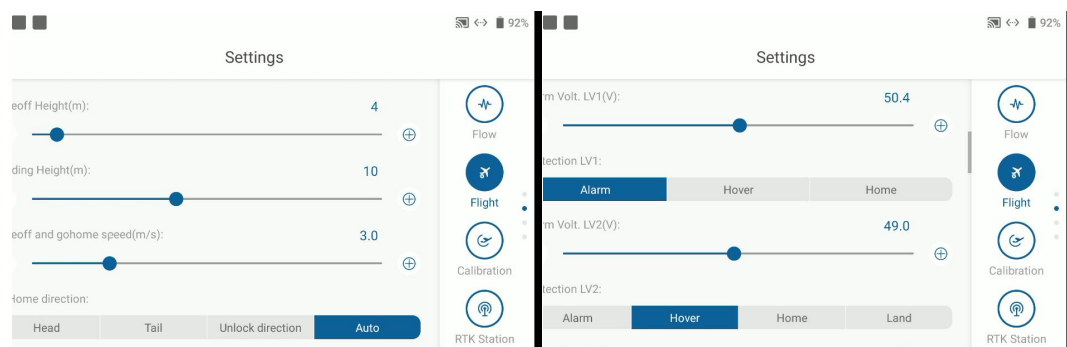 92%
Settings
eoff Height(m):
4
Flow
ding Height(m):
10
Flight
eoff and gohome speed(m/s):
3.0
Calibration
Home direction:
Head
Tail
Unlock direction
Auto
RTK Station
92%
Settings
rm Volt. LV1(V):
50.4
Flow
tection LV1:
Alarm
Hover
Home
Flight
rm Volt. LV2(V):
49.0
Calibration
tection LV2:
Alarm
Hover
Home
Land
RTK Station